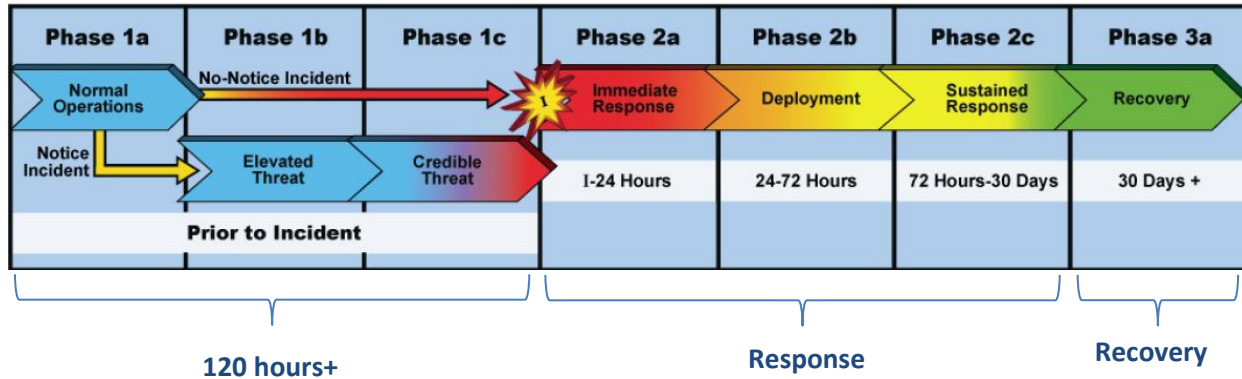 Phase 1a
Phase 1b
Phase 1c
Phase 2a
Phase 2b
Phase 2c
Phase 3a
Normal
Operations
No-Notice Incident
I
Immediate
Response
Deployment
Sustained
Response
Recovery
Notice
Incident
Elevated
Threat
Credible
Threat
I-24 Hours
24-72 Hours
72 Hours-30 Days
30 Days +
Prior to Incident
120 hours+
Response
Recovery